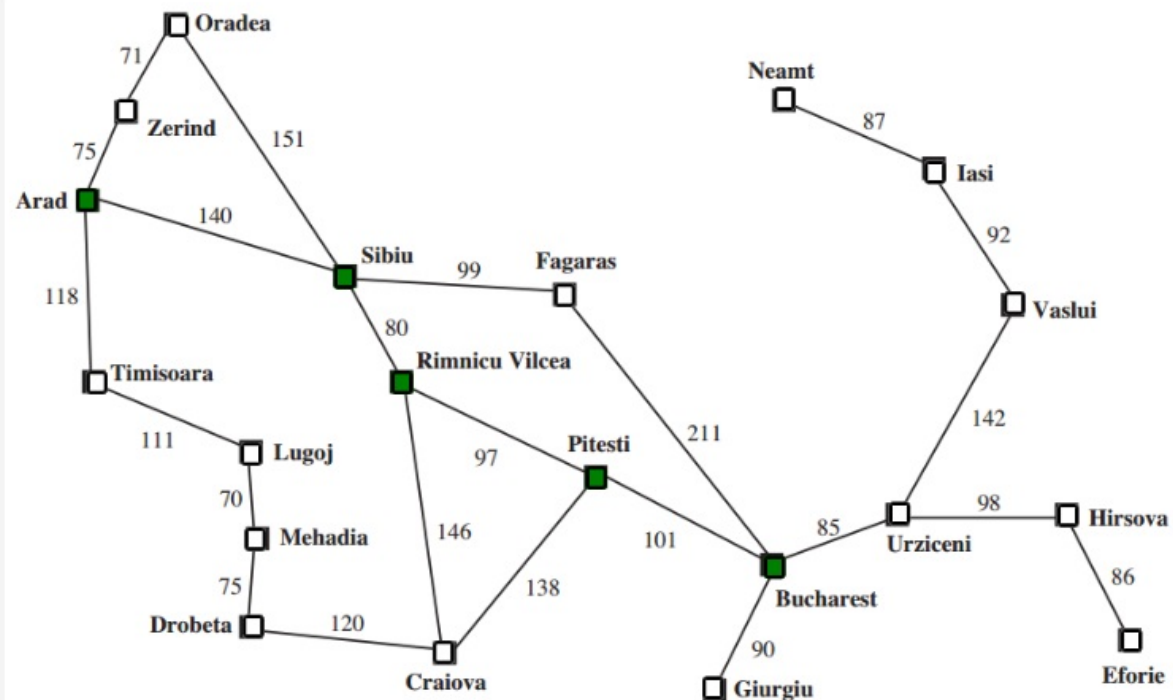 Oradea
71
Neamt
87
Zerind
151
75
Iasi
Arad
140
92
Sibiu
Fagaras
99
118
Vaslui
80
Rimnicu Vilcea
Timisoara
142
211
111
Pitesti
Lugoj
97
70
98
Hirsova
146
85
Mehadia
101
Urziceni
86
75
138
Bucharest
Drobeta
120
90
Eforie
Craiova
Giurgiu